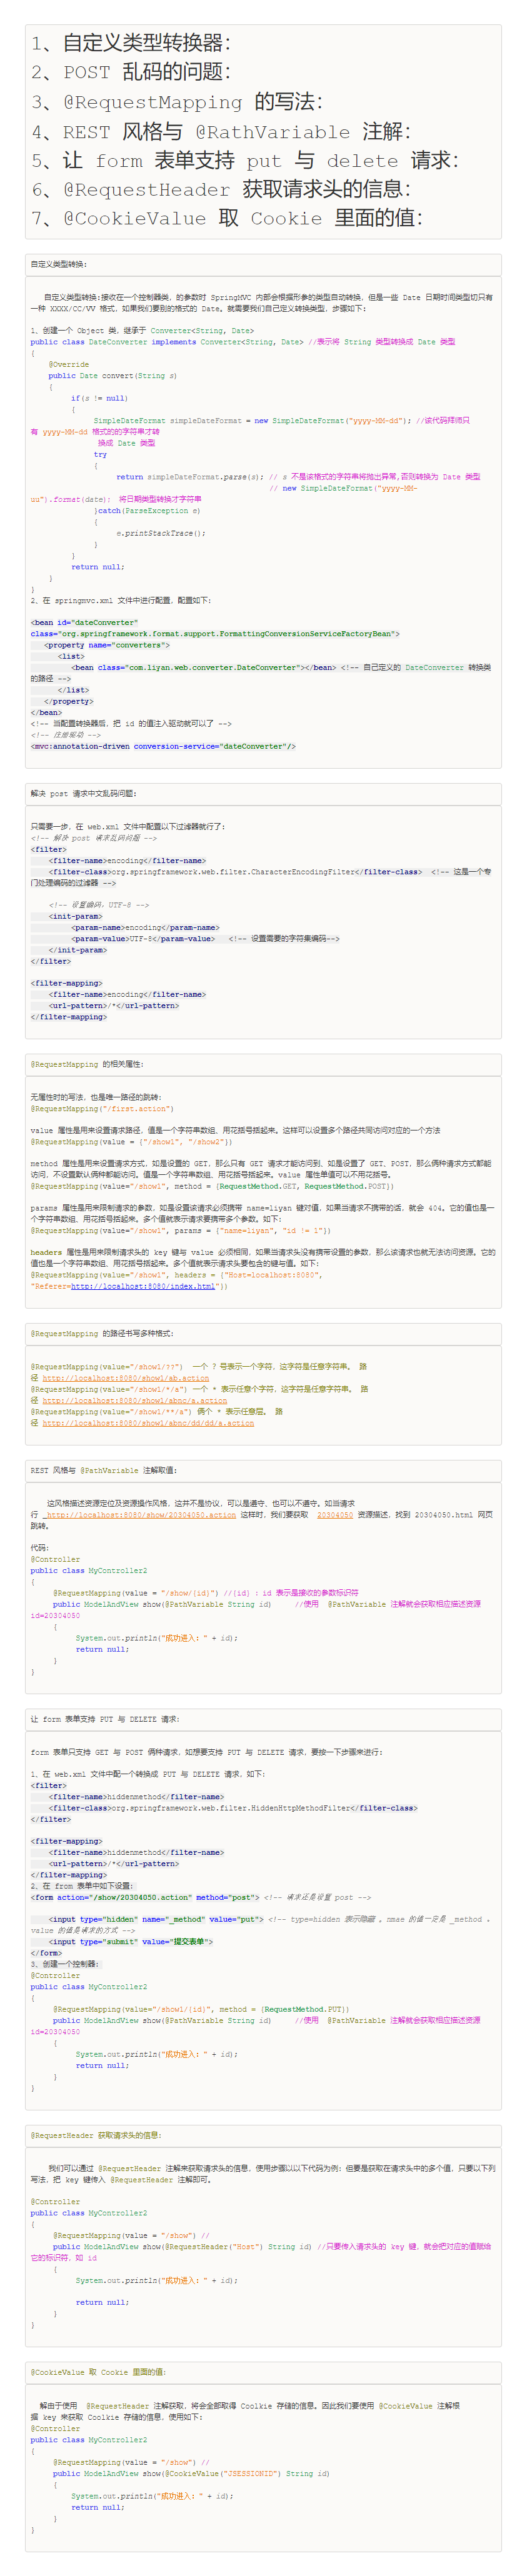 1、自定义类型转换器：
2、POST 乱码的问题：
3、@RequestMapping 的写法：
4、REST 风格与 @RathVariable 注解：
5、让 form 表单支持 put 与 delete 请求：
6、@RequestHeader 获取请求头的信息：
7、@CookieValue 取 Cookie 里面的值：
自定义类型转换：
自定义类型转换:接收在一个控制器类，的参数时 SpringMVC 内部会根据形参的类型自动转换，但是一些 Date 日期时间类型切只有
一种 XXXX/CC/VV 格式，如果我们要别的格式的 Date。就需要我们自己定义转换类型，步骤如下：
1、创建一个 Object 类，继承于 Converter<String, Date>
public class DateConverter implements Converter<String, Date> //表示将 String 类型转换成 Date 类型
{
@Override
public Date convert(String s)
{
if(s != null)
{
SimpleDateFormat simpleDateFormat = new SimpleDateFormat("yyyy-MM-dd"); //该代码拜师只
有 yyyy-MM-dd 格式的的字符串才转
换成 Date 类型
try
{
return simpleDateFormat.parse(s); // s 不是该格式的字符串将抛出异常,否则转换为 Date 类型
// new SimpleDateFormat("yyyy-MM-
uu").format(date)： 将日期类型转换才字符串
}catch(ParseException e)
{
e.printStackTrace();
}
}
return null;
}
}
2、在 springmvc.xml 文件中进行配置，配置如下：
<bean id="dateConverter"
class="org.springframework.format.support.FormattingConversionServiceFactoryBean">
<property name="converters">
<list>
<bean class="com.liyan.web.converter.DateConverter"></bean> <!-- 自己定义的 DateConverter 转换类
的路径 -->
</list>
</property>
</bean>
<!-- 当配置转换器后，把 id 的值注入驱动就可以了 -->
<!-- 注册驱动 -->
<mvc:annotation-driven conversion-service="dateConverter"/>
解决 post 请求中文乱码问题：
只需要一步，在 web.xml 文件中配置以下过滤器就行了：
<!-- 解决 post 请求乱码问题 -->
<filter>
<filter-name>encoding</filter-name>
<filter-class>org.springframework.web.filter.CharacterEncodingFilter</filter-class> <!-- 这是一个专
门处理编码的过滤器 -->
<!-- 设置编码：UTF-8 -->
<init-param>
<param-name>encoding</param-name>
<param-value>UTF-8</param-value> <!-- 设置需要的字符集编码-->
</init-param>
</filter>
<filter-mapping>
<filter-name>encoding</filter-name>
<url-pattern>/*</url-pattern>
</filter-mapping>
@RequestMapping 的相关属性：
无属性时的写法，也是唯一路径的跳转：
@RequestMapping("/first.action")
value 属性是用来设置请求路径，值是一个字符串数组、用花括号括起来。这样可以设置多个路径共同访问对应的一个方法
@RequestMapping(value = {"/show1", "/show2"})
method 属性是用来设置请求方式，如是设置的 GET，那么只有 GET 请求才能访问到、如是设置了 GET、POST，那么俩种请求方式都能
访问，不设置默认俩种都能访问。值是一个字符串数组、用花括号括起来。value 属性单值可以不用花括号。
@RequestMapping(value="/show1", method = {RequestMethod.GET, RequestMethod.POST})
params 属性是用来限制请求的参数，如是设置该请求必须携带 name=liyan 键对值，如果当请求不携带的话，就会 404。它的值也是一
个字符串数组、用花括号括起来。多个值就表示请求要携带多个参数。如下：
@RequestMapping(value="/show1", params = {"name=liyan", "id != 1"})
headers 属性是用来限制请求头的 key 键与 value 必须相同，如果当请求头没有携带设置的参数，那么该请求也就无法访问资源。它的
值也是一个字符串数组、用花括号括起来。多个值就表示请求头要包含的键与值。如下：
@RequestMapping(value="/show1", headers = {"Host=localhost:8080",
"Referer=http://localhost:8080/index.html"})
@RequestMapping 的路径书写多种格式：
@RequestMapping(value="/show1/??") 一个 ? 号表示一个字符，这字符是任意字符串。 路
径 http://localhost:8080/show1/ab.action
@RequestMapping(value="/show1/*/a") 一个 * 表示任意个字符，这字符是任意字符串。 路
径 http://localhost:8080/show1/abnc/a.action
@RequestMapping(value="/show1/**/a") 俩个 * 表示任意层。 路
径 http://localhost:8080/show1/abnc/dd/dd/a.action
REST 风格与 @PathVariable 注解取值：
这风格描述资源定位及资源操作风格，这并不是协议，可以是遵守、也可以不遵守。如当请求
行 http://localhost:8080/show/20304050.action 这样时，我们要获取 20304050 资源描述，找到 20304050.html 网页
跳转。
代码：
@Controller
public class MyController2
{
@RequestMapping(value = "/show/{id}") //{id} ：id 表示是接收的参数标识符
public ModelAndView show(@PathVariable String id) //使用 @PathVariable 注解就会获取相应描述资源
id=20304050
{
System.out.println("成功进入: " + id);
return null;
}
}
让 form 表单支持 PUT 与 DELETE 请求：
form 表单只支持 GET 与 POST 俩种请求，如想要支持 PUT 与 DELETE 请求，要按一下步骤来进行：
1、在 web.xml 文件中配一个转换成 PUT 与 DELETE 请求，如下：
<filter>
<filter-name>hiddenmethod</filter-name>
<filter-class>org.springframework.web.filter.HiddenHttpMethodFilter</filter-class>
</filter>
<filter-mapping>
<filter-name>hiddenmethod</filter-name>
<url-pattern>/*</url-pattern>
</filter-mapping>
2、在 from 表单中如下设置：
<form action="/show/20304050.action" method="post"> <!-- 请求还是设置 post -->
<input type="hidden" name="_method" value="put"> <!-- type=hidden 表示隐藏 、nmae 的值一定是 _method 、
value 的值是请求的方式 -->
<input type="submit" value="提交表单">
</form>
3、创建一个控制器：
@Controller
public class MyController2
{
@RequestMapping(value="/show1/{id}", method = {RequestMethod.PUT})
public ModelAndView show(@PathVariable String id) //使用 @PathVariable 注解就会获取相应描述资源
id=20304050
{
System.out.println("成功进入: " + id);
return null;
}
}
@RequestHeader 获取请求头的信息：
我们可以通过 @RequestHeader 注解来获取请求头的信息，使用步骤以以下代码为例：但要是获取在请求头中的多个值，只要以下列
写法，把 key 键传入 @RequestHeader 注解即可。
@Controller
public class MyController2
{
@RequestMapping(value = "/show") //
public ModelAndView show(@RequestHeader("Host") String id) //只要传入请求头的 key 键，就会把对应的值赋给
它的标识符，如 id
{
System.out.println("成功进入: " + id);
return null;
}
}
@CookieValue 取 Cookie 里面的值：
解由于使用 @RequestHeader 注解获取，将会全部取得 Coolkie 存储的信息。因此我们要使用 @CookieValue 注解根
据 key 来获取 Coolkie 存储的信息，使用如下：
@Controller
public class MyController2
{
@RequestMapping(value = "/show") //
public ModelAndView show(@CookieValue("JSESSIONID") String id)
{
System.out.println("成功进入: " + id);
return null;
}
}